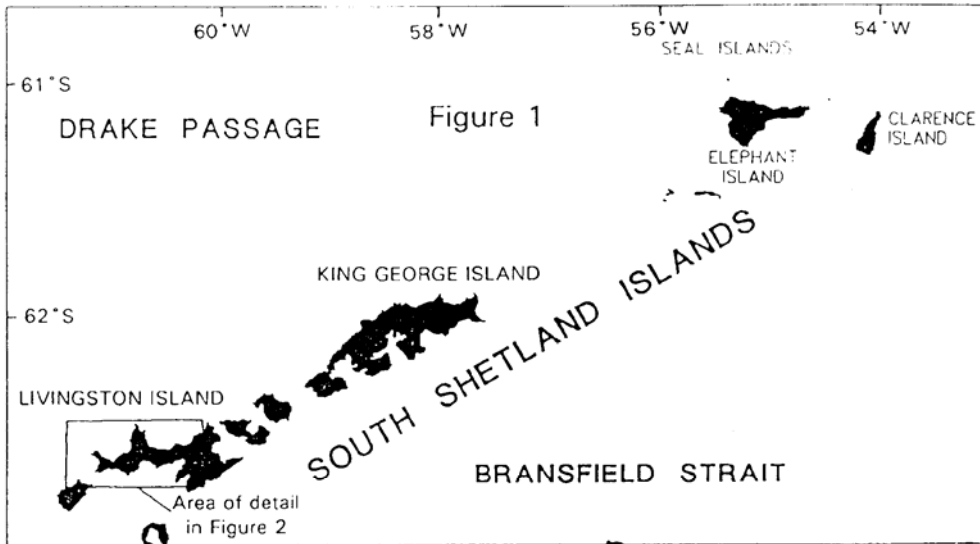 60°W
58°W
56°W
54°W
SEAL ISLANDS
61°S
DRAKE PASSAGE
Figure 1
CLARENCE
ISLAND
ELEPHANT
ISLAND
KING GEORGE ISLAND
62°S
SOUTH SHETLAND ISLANDS
LIVINGSTON ISLAND
BRANSFIELD STRAIT
Area of detail
in Figure 2